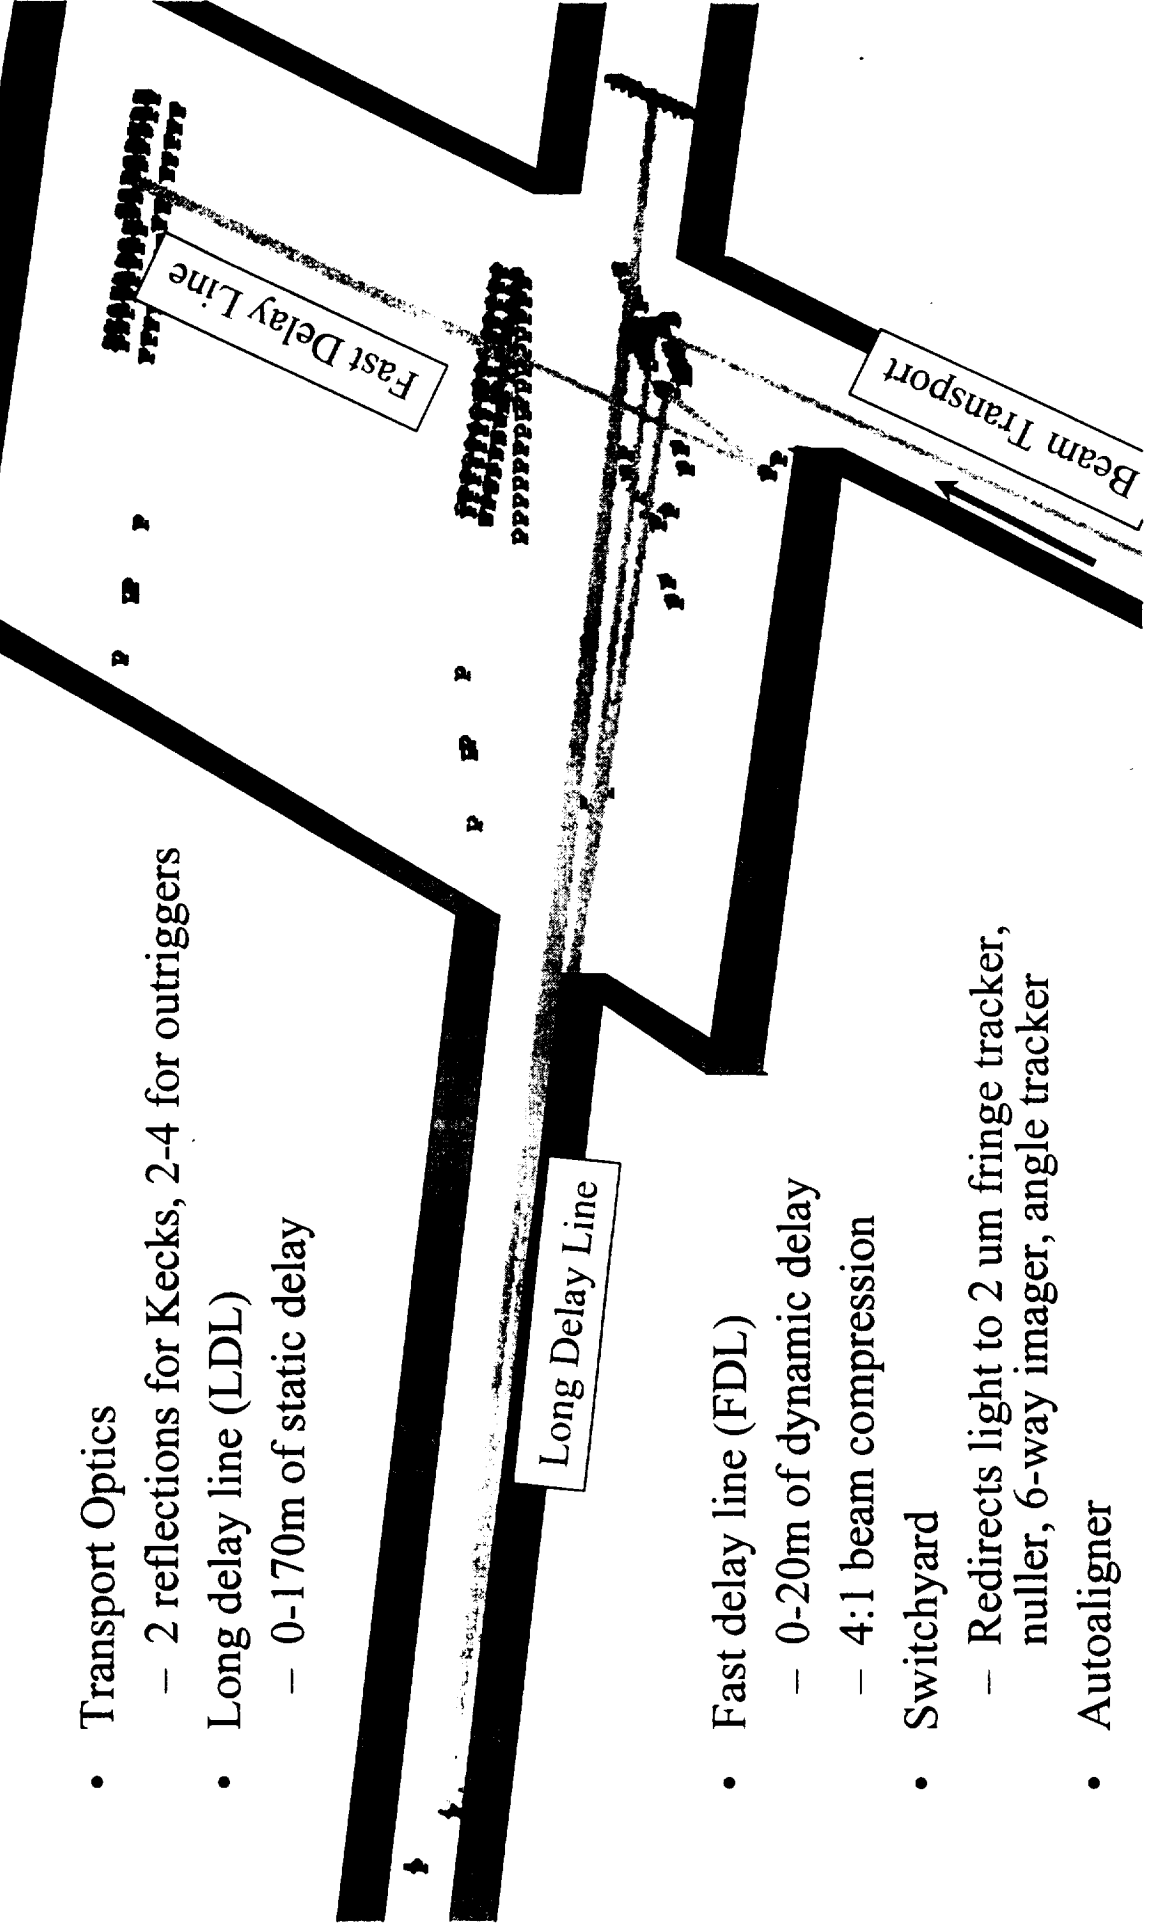 • Transport Optics
– 2 reflections for Kecks, 2-4 for outriggers
• Long delay line (LDL)
– 0-170m of static delay
Fast Delay Line
Long Delay Line
Beam Transport
• Fast delay line (FDL)
– 0-20m of dynamic delay
– 4:1 beam compression
• Switchyard
– Redirects light to 2 um fringe tracker,
nuller, 6-way imager, angle tracker
• Autoaligner